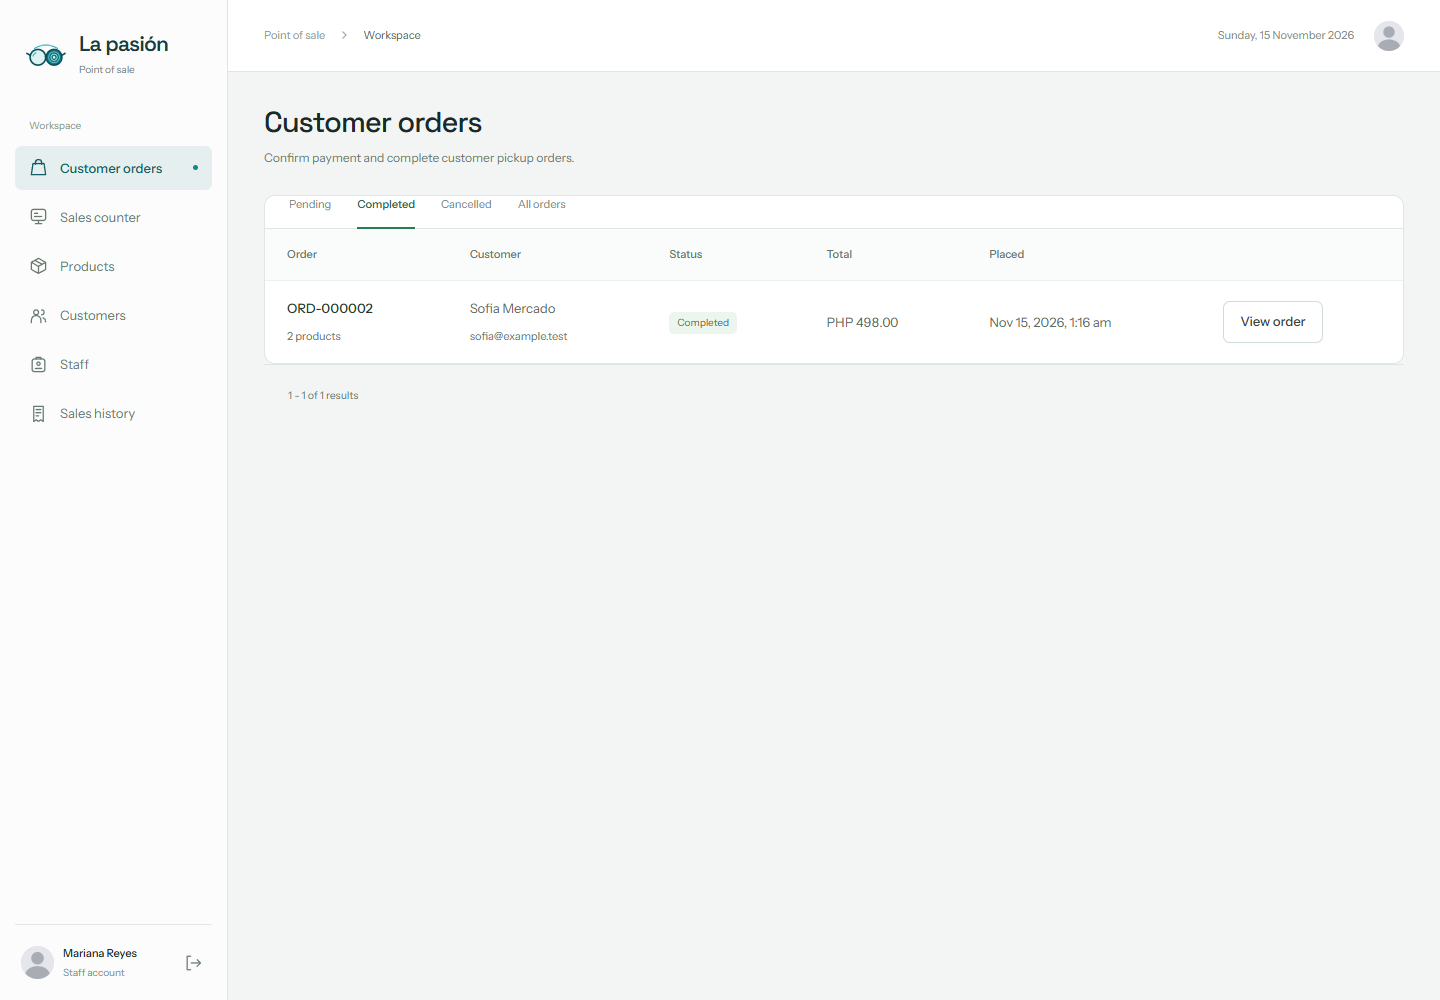 La pasión
Point of sale
Workspace
Customer orders
Sales counter
Products
Customers
Staff
Sales history
Mariana Reyes
Staff account
Point of sale
Workspace
Sunday, 15 November 2026
Customer orders
Confirm payment and complete customer pickup orders.
Pending Completed Cancelled All orders
Order Customer Status Total Placed
ORD-000002 Sofia Mercado Completed PHP 498.00 Nov 15, 2026, 1:16 am View order
2 products sofia@example.test
1 - 1 of 1 results